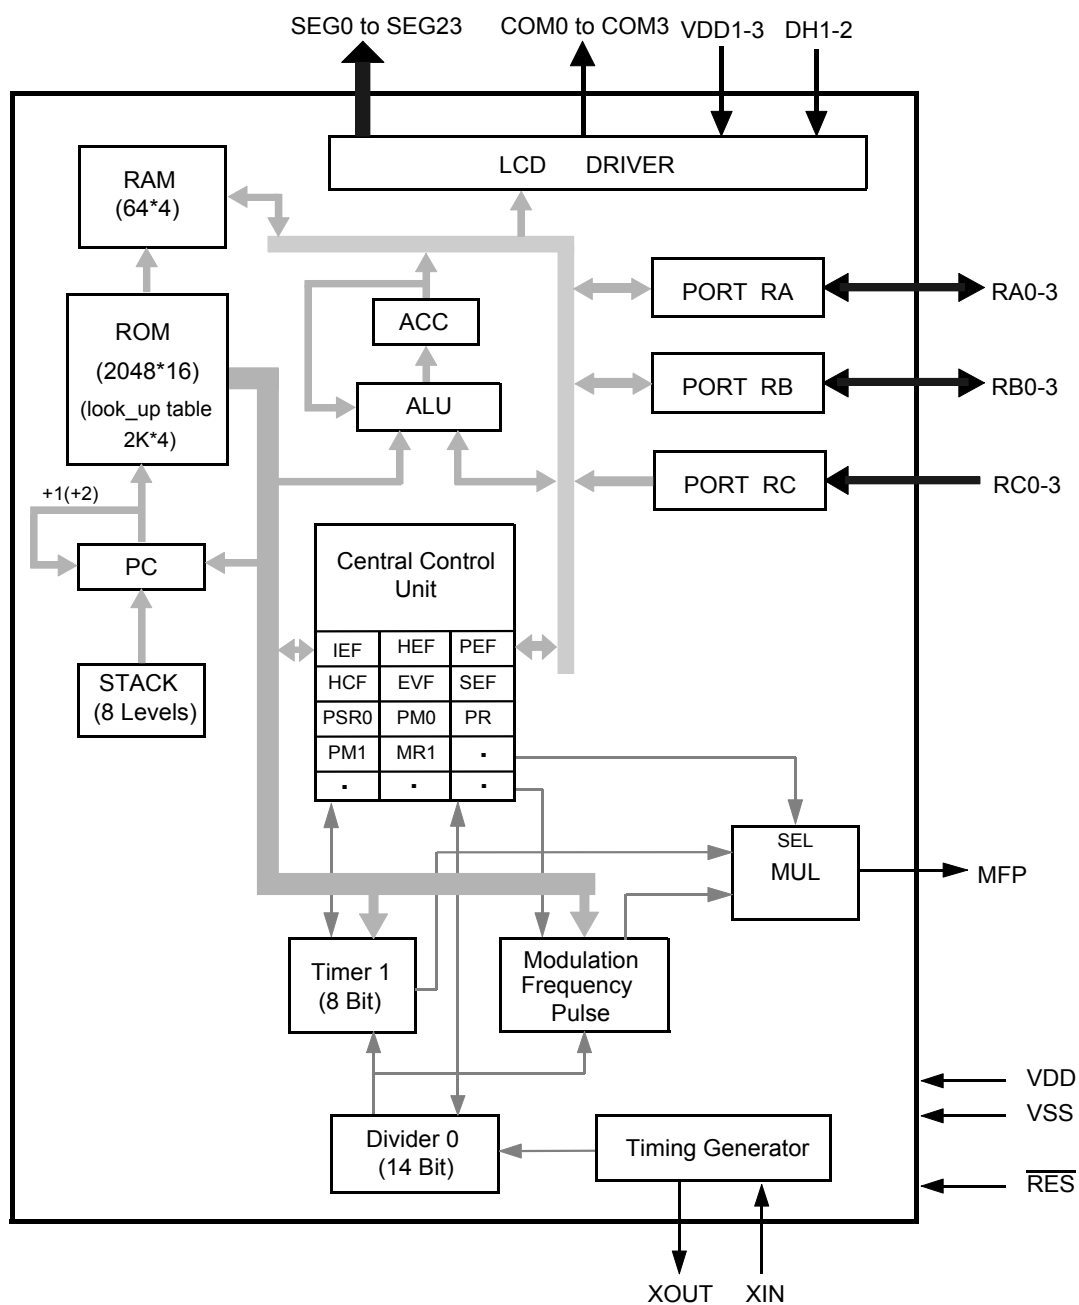 SEG0 to SEG23
COM0 to COM3
VDD1-3
DH1-2
LCD DRIVER
RAM
(64*4)
ROM
(2048*16)
(look_up table
2K*4)
ACC
ALU
PORT RA
RA0-3
PORT RB
RB0-3
PORT RC
RC0-3
+1(+2)
PC
STACK
(8 Levels)
Central Control
Unit
IEF HEF PEF
HCF EVF SEF
PSR0 PM0 PR
PM1 MR1 .
. . .
SEL
MUL
MFP
Timer 1
(8 Bit)
Modulation
Frequency
Pulse
Divider 0
(14 Bit)
Timing Generator
VDD
VSS
RES
XOUT
XIN